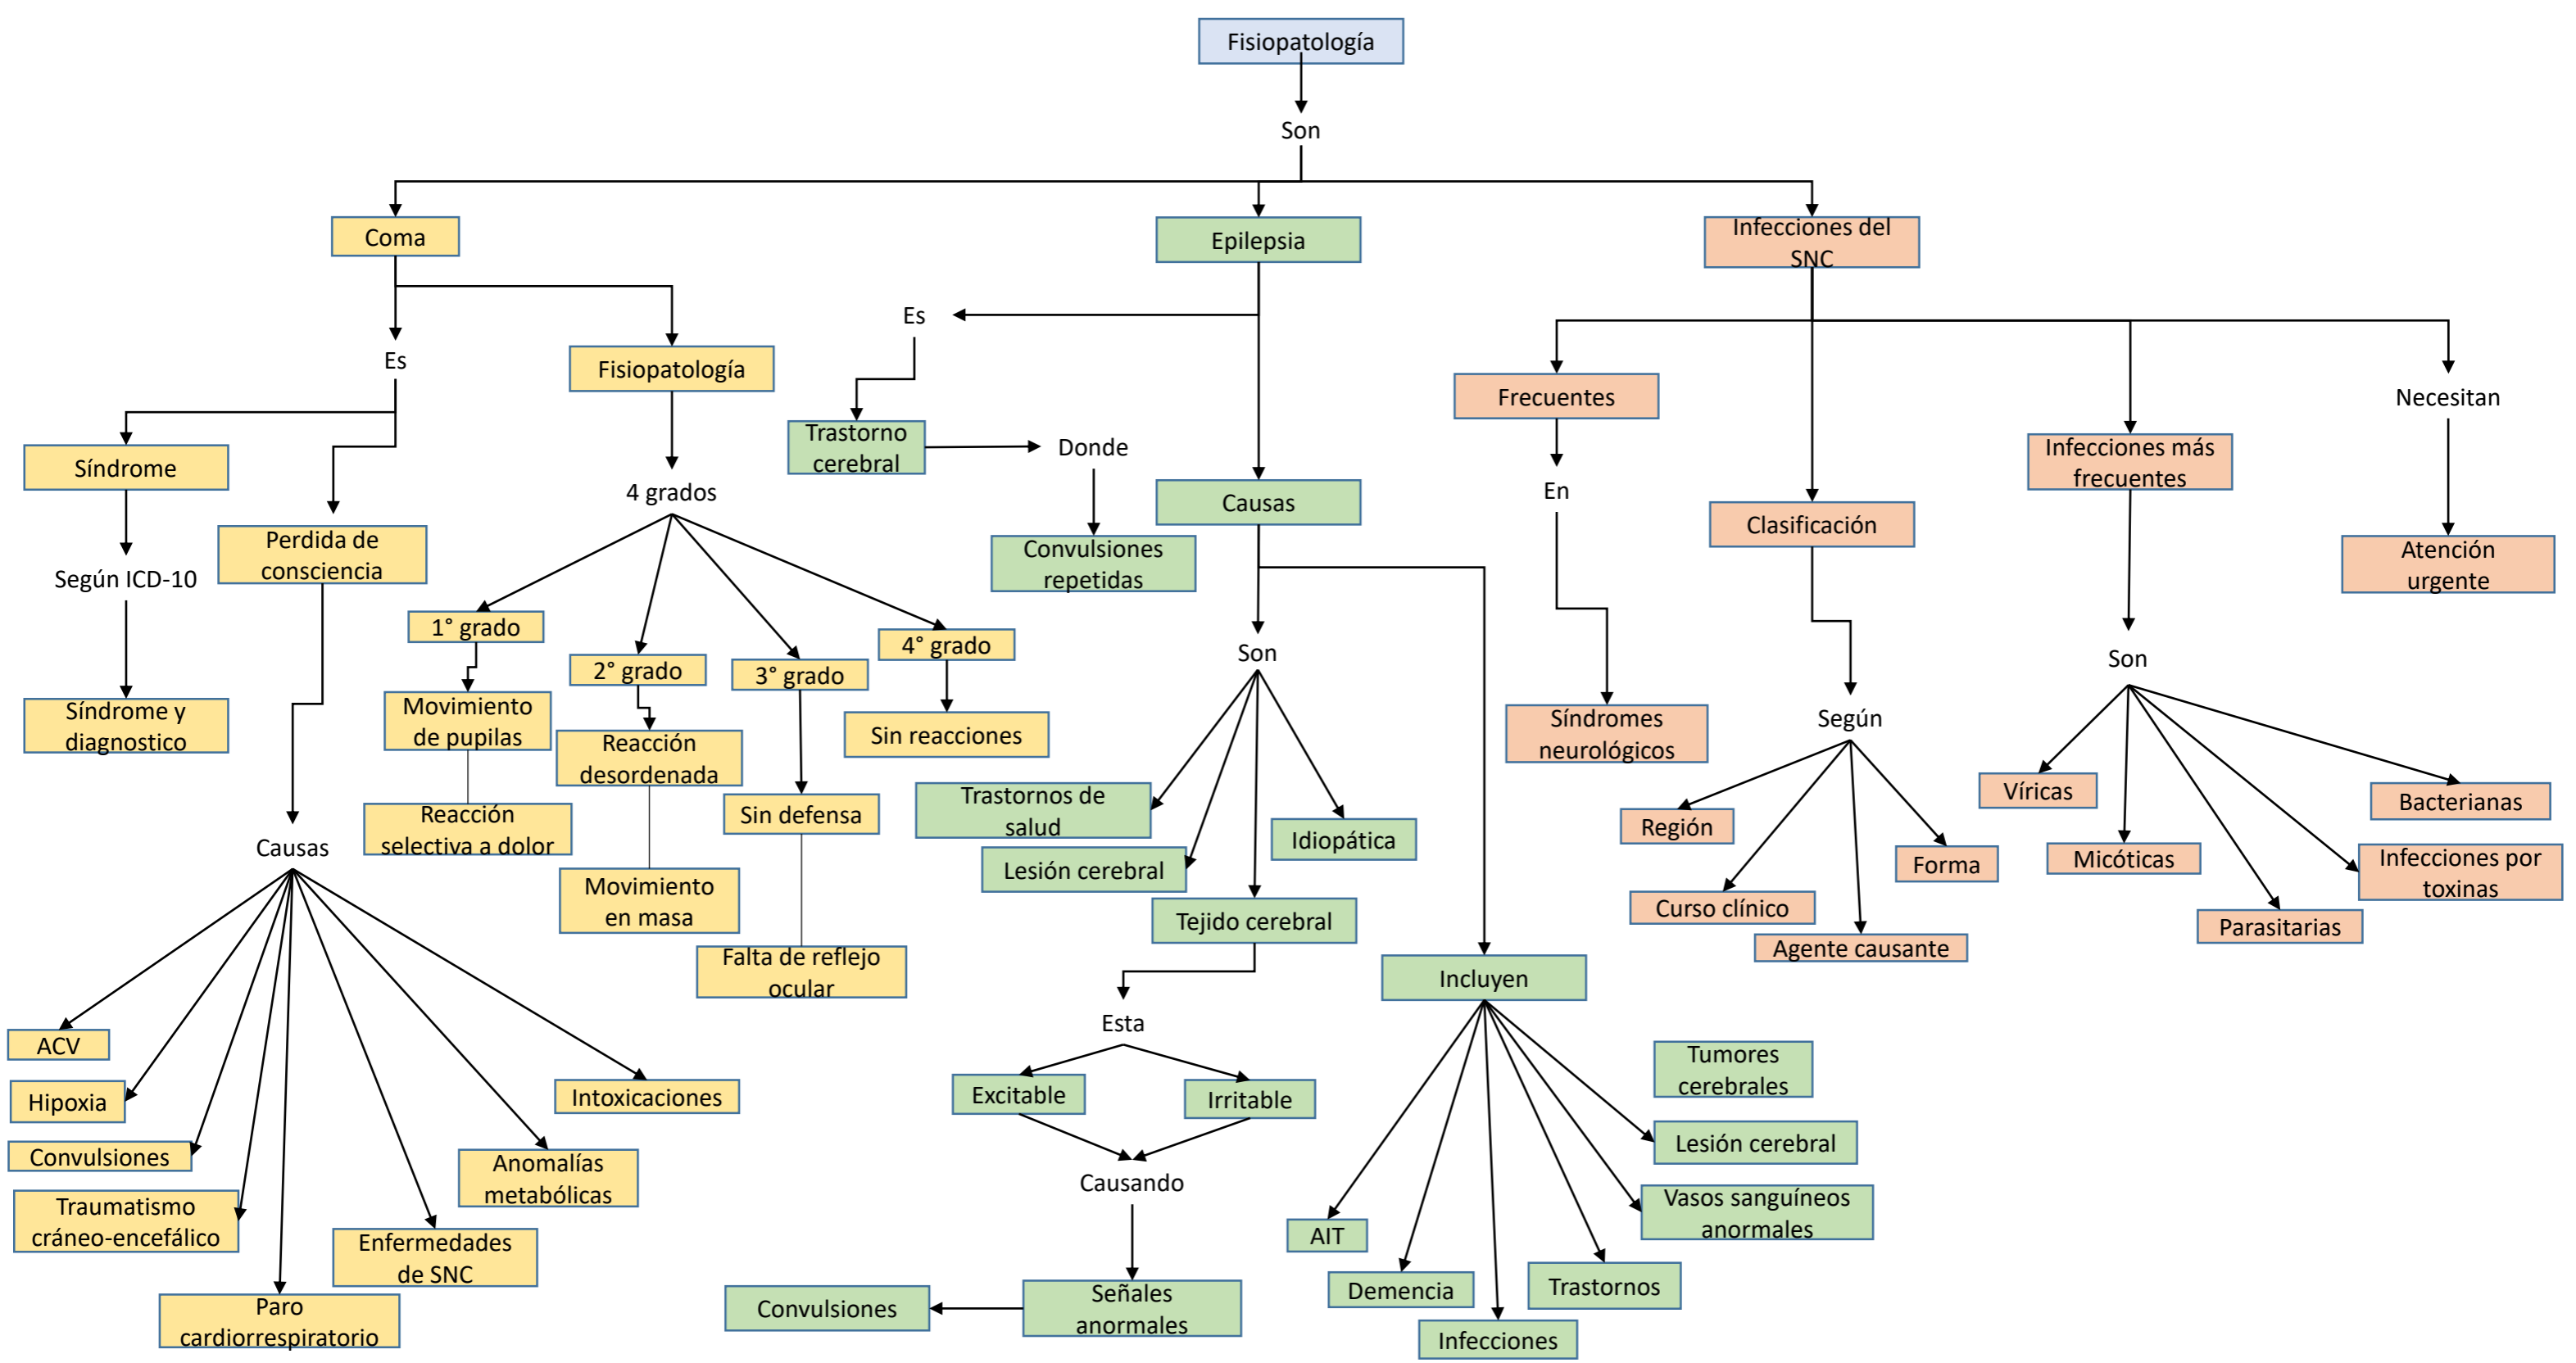 Fisiopatología
Son
Coma
Epilepsia
Infecciones del
SNC
Es
Fisiopatología
4 grados
Síndrome
Según ICD-10
Síndrome y
diagnostico
Perdida de
consciencia
1° grado
2° grado
3° grado
4° grado
Movimiento
de pupilas
Reacción
selectiva a dolor
Reacción
desordenada
Movimiento
en masa
Sin defensa
Falta de reflejo
ocular
Sin reacciones
Causas
ACV
Hipoxia
Convulsiones
Traumatismo
cráneo-encefálico
Paro
cardiorrespiratorio
Enfermedades
de SNC
Anomalías
metabólicas
Intoxicaciones
Es
Trastorno
cerebral
Donde
Convulsiones
repetidas
Causas
Son
Trastornos de
salud
Lesión cerebral
Tejido cerebral
Idiopática
Esta
Excitable
Irritable
Causando
Señales
anormales
Convulsiones
Incluyen
AIT
Demencia
Infecciones
Trastornos
Vasos sanguíneos
anormales
Lesión cerebral
Tumores
cerebrales
Frecuentes
En
Síndromes
neurológicos
Clasificación
Según
Región
Curso clínico
Agente causante
Forma
Infecciones más
frecuentes
Son
Víricas
Micóticas
Parasitarias
Infecciones por
toxinas
Bacterianas
Necesitan
Atención
urgente